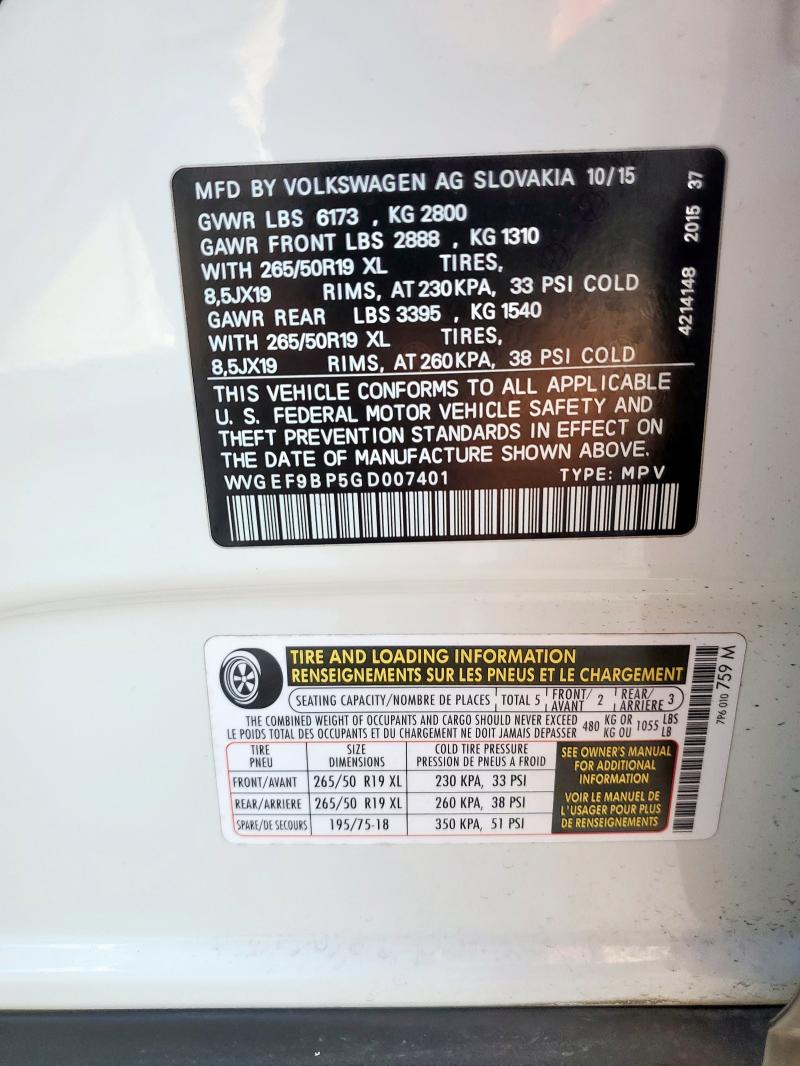 MFD BY VOLKSWAGEN AG SLOVAKIA 10/15
GVWR LBS 6173 , KG 2800
GAWR FRONT LBS 2888 , KG 1310
WITH 265/50R19 XL TIRES,
8,5JX19 RIMS, AT 230 KPA, 33 PSI COLD
GAWR REAR LBS 3395 , KG 1540
WITH 265/50R19 XL TIRES,
8,5JX19 RIMS, AT 260 KPA, 38 PSI COLD
THIS VEHICLE CONFORMS TO ALL APPLICABLE
U. S. FEDERAL MOTOR VEHICLE SAFETY AND
THEFT PREVENTION STANDARDS IN EFFECT ON
THE DATE OF MANUFACTURE SHOWN ABOVE.
WVGEF9BP5GD007401 TYPE: MPV
4214148 2015 37
TIRE AND LOADING INFORMATION
RENSEIGNEMENTS SUR LES PNEUS ET LE CHARGEMENT
SEATING CAPACITY/NOMBRE DE PLACES TOTAL 5 FRONT/AVANT 2 REAR/ARRIERE 3
THE COMBINED WEIGHT OF OCCUPANTS AND CARGO SHOULD NEVER EXCEED 480 KG OR 1055 LBS
LE POIDS TOTAL DES OCCUPANTS ET DU CHARGEMENT NE DOIT JAMAIS DEPASSER KG OU LB
TIRE SIZE COLD TIRE PRESSURE
PNEU DIMENSIONS PRESSION DE PNEUS A FROID
FRONT/AVANT 265/50 R19 XL 230 KPA, 33 PSI
REAR/ARRIERE 265/50 R19 XL 260 KPA, 38 PSI
SPARE/DE SECOURS 195/75-18 350 KPA, 51 PSI
SEE OWNER'S MANUAL
FOR ADDITIONAL
INFORMATION
VOIR LE MANUEL DE
L'USAGER POUR PLUS
DE RENSEIGNEMENTS
7P6 010 759 M